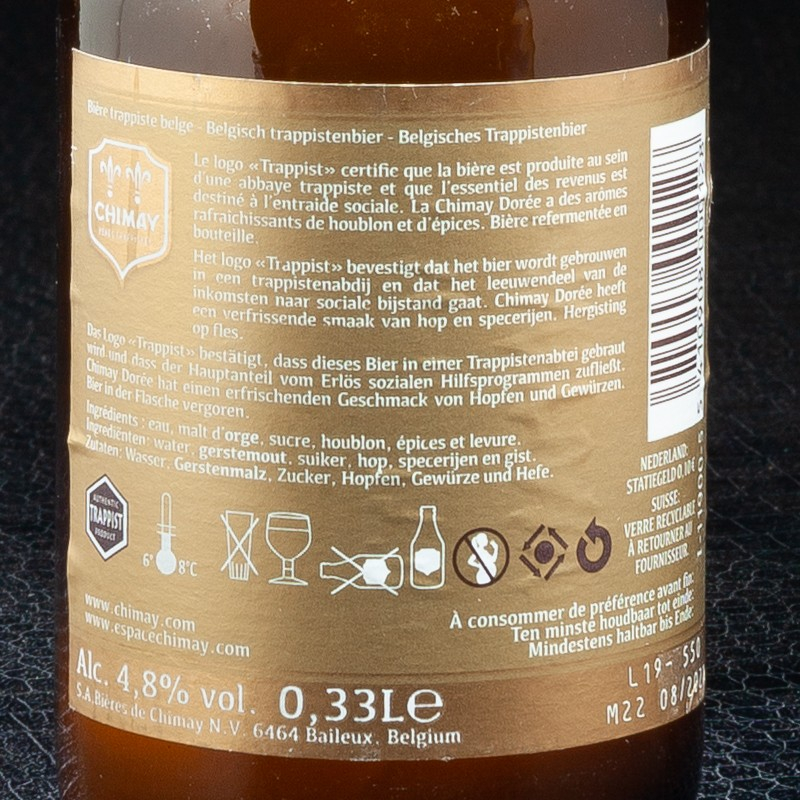 Bière trappiste belge - Belgisch trappistenbier - Belgisches Trappistenbier
CHIMAY
Le logo «Trappist» certifie que la bière est produite au sein
d'une abbaye trappiste et que l'essentiel des revenus est
destiné à l'entraide sociale. La Chimay Dorée a des arômes
rafraichissants de houblon et d'épices. Bière refermentée en
bouteille.
Het logo «Trappist» bevestigt dat het bier wordt gebrouwen
in een trappistenabdij en dat het leeuwendeel van de
inkomsten naar sociale bijstand gaat. Chimay Dorée heeft
een verfrissende smaak van hop en specerijen. Hergisting
op fles.
Das Logo «Trappist» bestätigt, dass dieses Bier in einer Trappistenabtei gebraut
wird und dass der Hauptanteil vom Erlös sozialen Hilfsprogrammen zufließt.
Chimay Dorée hat einen erfrischenden Geschmack von Hopfen und Gewürzen.
Bier in der Flasche vergoren.
Ingrédients : eau, malt d'orge, sucre, houblon, épices et levure.
Ingrediënten: water, gerstemout, suiker, hop, specerijen en gist.
Zutaten: Wasser, Gerstenmalz, Zucker, Hopfen, Gewürze und Hefe.
NEDERLAND:
STATIEGELD 0,10€
SUISSE:
VERRE RECYCLABLE
À RETOURNER AU
FOURNISSEUR.
AUTHENTIC
TRAPPIST
PRODUCT
6° 8°C
www.chimay.com
www.espacechimay.com
À consommer de préférence avant fin:
Ten minste houdbaar tot einde:
Mindestens haltbar bis Ende:
Alc. 4,8% vol. 0,33L℮
S.A.Bières de Chimay N.V. 6464 Baileux, Belgium
L19- 550
M22 08/